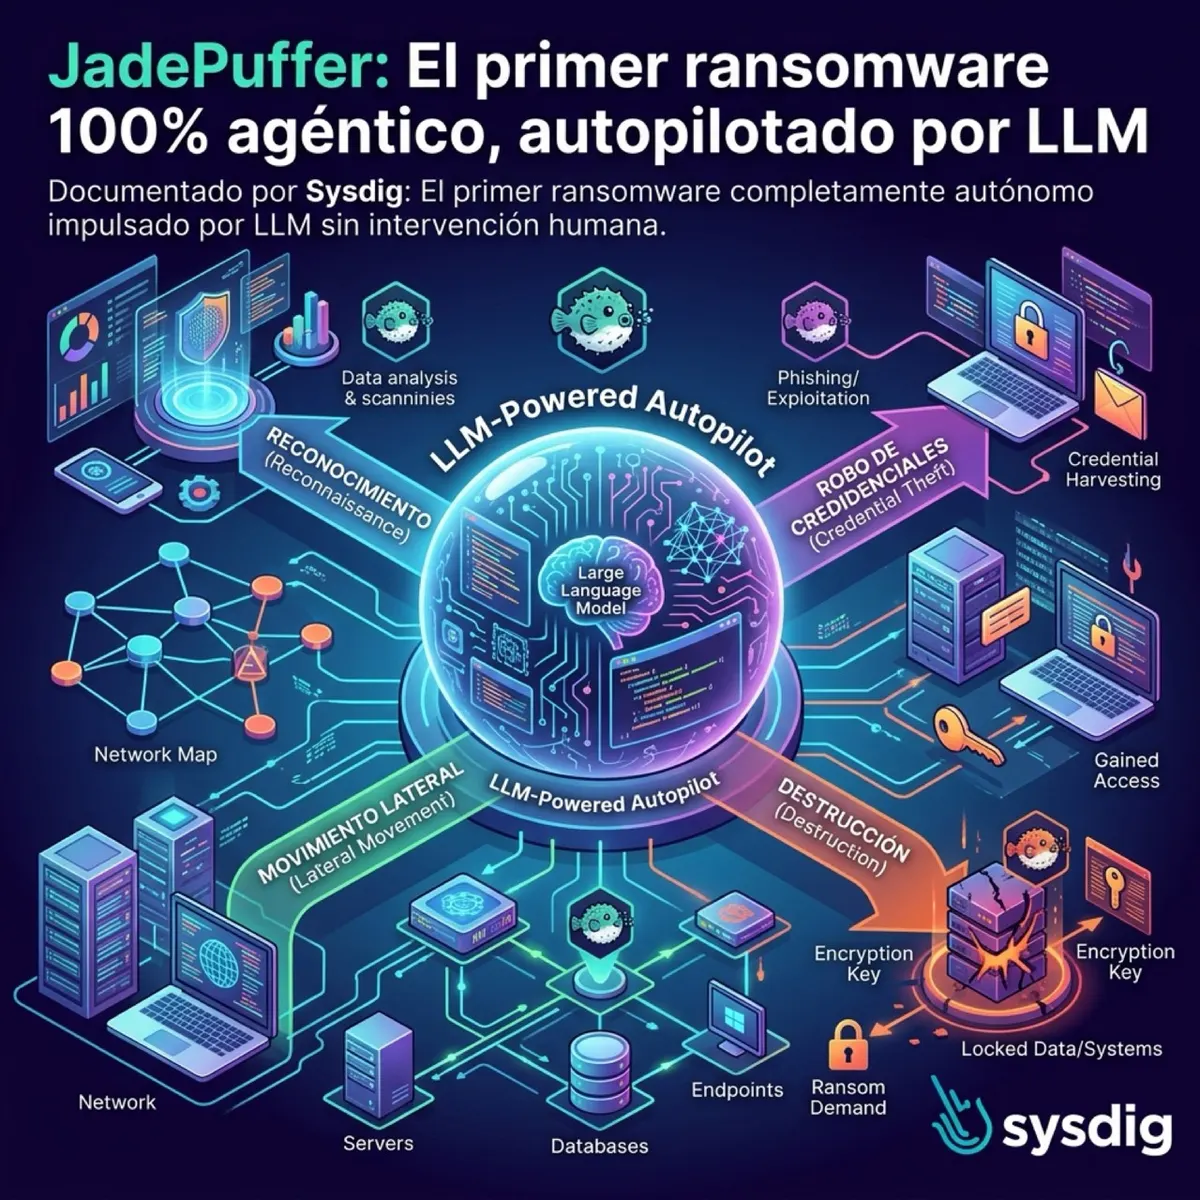 JadePuffer: El primer ransomware
100% agéntico, autopilotado por LLM
Documentado por Sysdig: El primer ransomware completamente autónomo
impulsado por LLM sin intervención humana.
Data analysis
& scanninies
Phishing/
Exploitation
LLM-Powered Autopilot
RECONOCIMIENTO
(Reconnaissance)
ROBO DE
CREDIDENCIALES
(Credential Theft)
Credential
Harvesting
Large
Language
Model
Network Map
Gained
Access
LLM-Powered Autopilot
MOVIMIENTO LATERAL
(Lateral Movement)
DESTRUCCIÓN
(Destruction)
Encryption
Key
Encryption
Key
Locked Data/Systems
Network
Servers
Databases
Endpoints
Ransom
Demand
sysdig